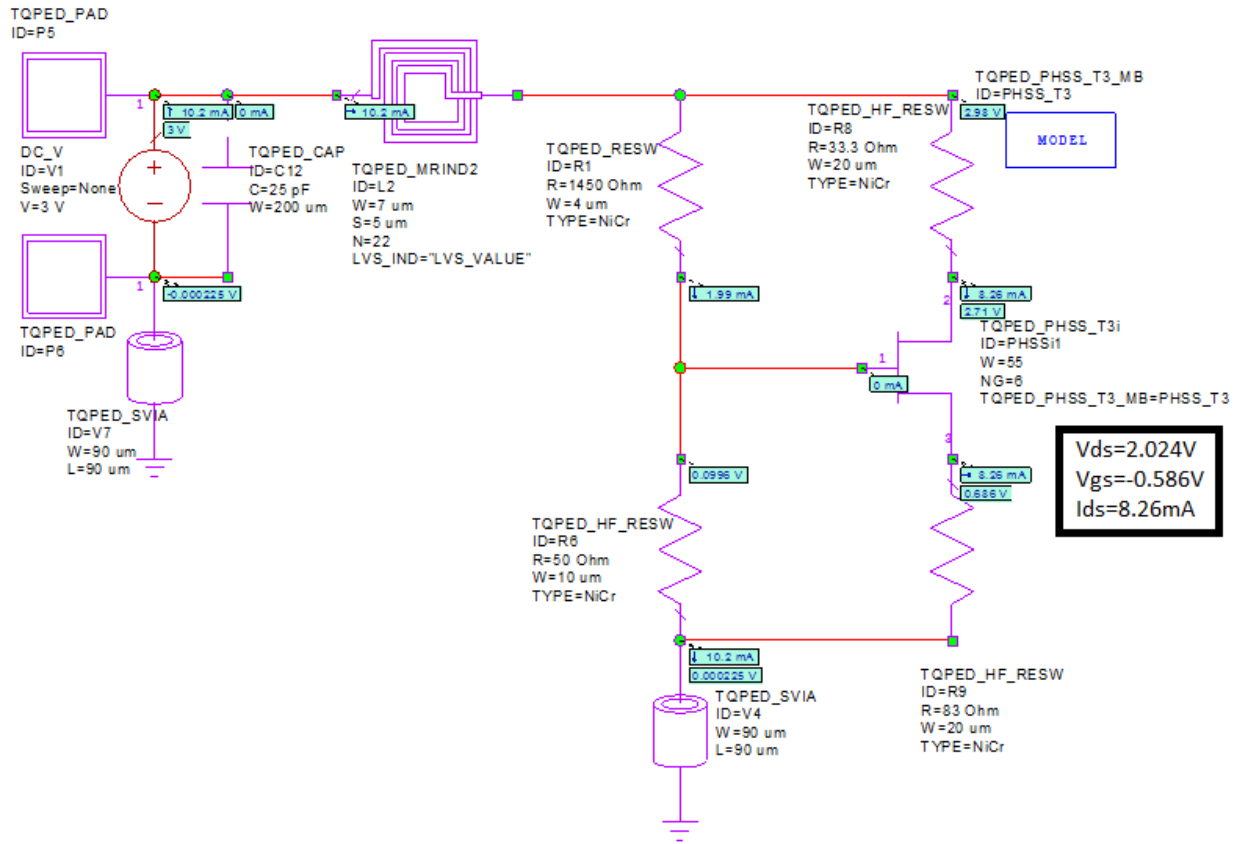 TQPED_PAD
ID=P5
1
10.2 mA
0 mA
3 V
10.2 mA
DC_V
ID=V1
Sweep=None
V=3 V
TQPED_CAP
ID=C12
C=25 pF
W=200 um
TQPED_MRIND2
ID=L2
W=7 um
S=5 um
N=22
LVS_IND="LVS_VALUE"
TQPED_RESW
ID=R1
R=1450 Ohm
W=4 um
TYPE=NiCr
TQPED_HF_RESW
ID=R8
R=33.3 Ohm
W=20 um
TYPE=NiCr
TQPED_PHSS_T3_MB
ID=PHSS_T3
2.98 V
MODEL
1
-0.000225 V
TQPED_PAD
ID=P6
TQPED_SVIA
ID=V7
W=90 um
L=90 um
1.99 mA
2
8.26 mA
2.71 V
TQPED_PHSS_T3i
ID=PHSSi1
W=55
NG=6
TQPED_PHSS_T3_MB=PHSS_T3
1
0 mA
3
8.26 mA
0.686 V
Vds=2.024V
Vgs=-0.586V
Ids=8.26mA
0.0996 V
TQPED_HF_RESW
ID=R6
R=50 Ohm
W=10 um
TYPE=NiCr
10.2 mA
0.000225 V
TQPED_SVIA
ID=V4
W=90 um
L=90 um
TQPED_HF_RESW
ID=R9
R=83 Ohm
W=20 um
TYPE=NiCr